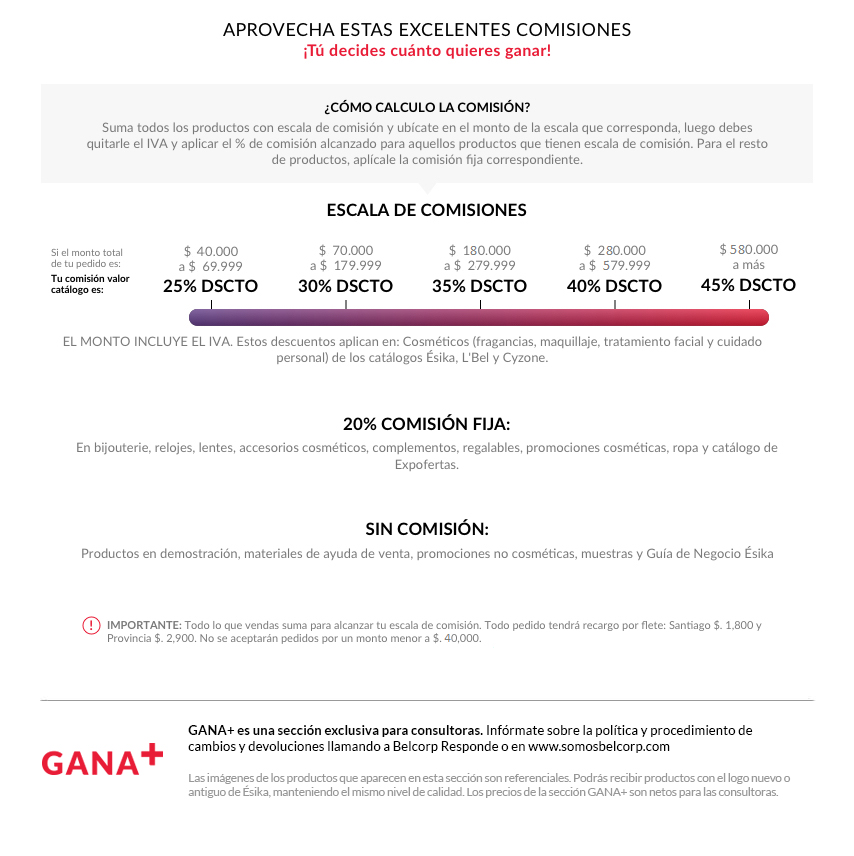 APROVECHA ESTAS EXCELENTES COMISIONES
¡Tú decides cuánto quieres ganar!
¿CÓMO CALCULO LA COMISIÓN?
Suma todos los productos con escala de comisión y ubícate en el monto de la escala que corresponda, luego debes
quitarle el IVA y aplicar el % de comisión alcanzado para aquellos productos que tienen escala de comisión. Para el resto
de productos, aplícale la comisión fija correspondiente.
ESCALA DE COMISIONES
Si el monto total
de tu pedido es:
Tu comisión valor
catálogo es:
$ 40.000
a $ 69.999
25% DSCTO
$ 70.000
a $ 179.999
30% DSCTO
$ 180.000
a $ 279.999
35% DSCTO
$ 280.000
a $ 579.999
40% DSCTO
$ 580.000
a más
45% DSCTO
EL MONTO INCLUYE EL IVA. Estos descuentos aplican en: Cosméticos (fragancias, maquillaje, tratamiento facial y cuidado
personal) de los catálogos Ésika, L'Bel y Cyzone.
20% COMISIÓN FIJA:
En bijouterie, relojes, lentes, accesorios cosméticos, complementos, regalables, promociones cosméticas, ropa y catálogo de
Expofertas.
SIN COMISIÓN:
Productos en demostración, materiales de ayuda de venta, promociones no cosméticas, muestras y Guía de Negocio Ésika
! IMPORTANTE: Todo lo que vendas suma para alcanzar tu escala de comisión. Todo pedido tendrá recargo por flete: Santiago $. 1,800 y
Provincia $. 2,900. No se aceptarán pedidos por un monto menor a $. 40,000.
GANA+
GANA+ es una sección exclusiva para consultoras. Infórmate sobre la política y procedimiento de
cambios y devoluciones llamando a Belcorp Responde o en www.somosbelcorp.com
Las imágenes de los productos que aparecen en esta sección son referenciales. Podrás recibir productos con el logo nuevo o
antiguo de Ésika, manteniendo el mismo nivel de calidad. Los precios de la sección GANA+ son netos para las consultoras.